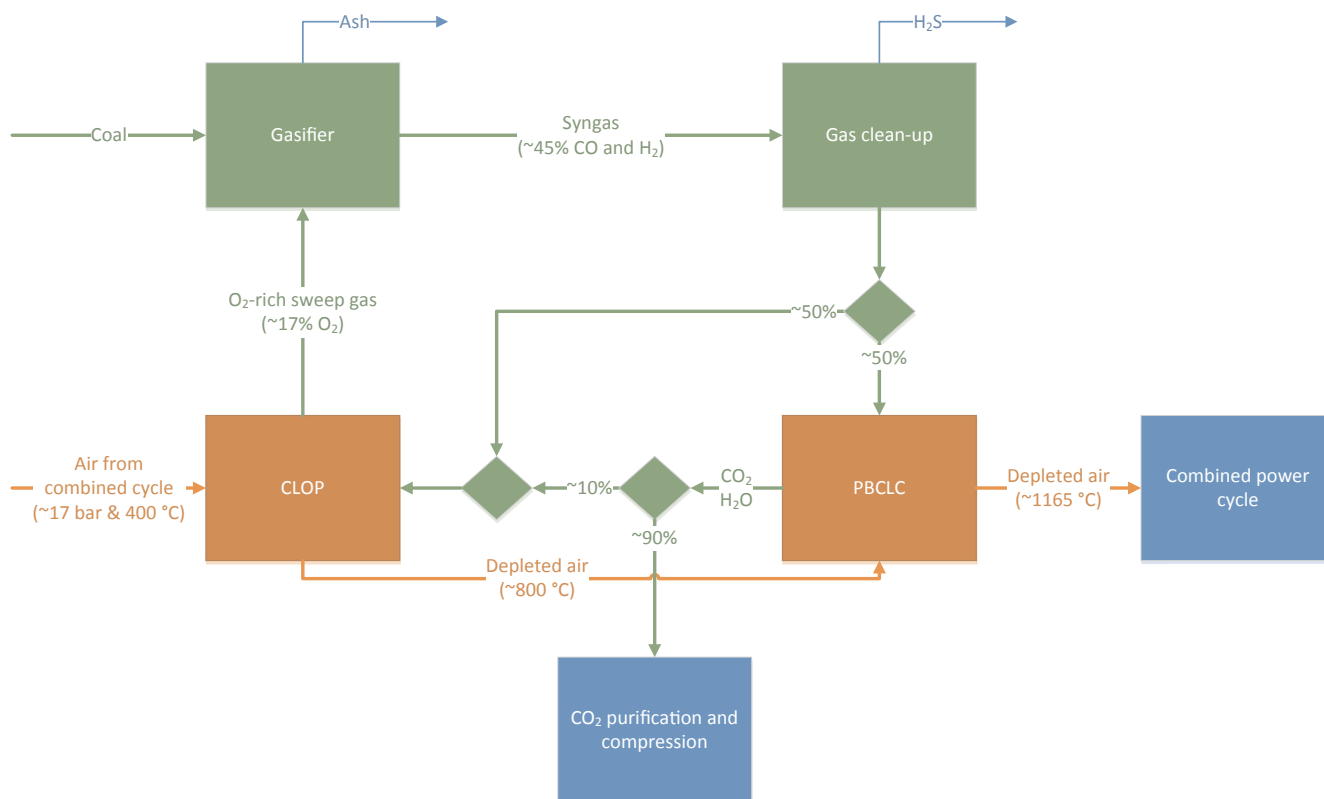 Ash
H₂S
Coal
Gasifier
Syngas
(~45% CO and H₂)
Gas clean-up
O₂-rich sweep gas
(~17% O₂)
~50%
~50%
Air from
combined cycle
(~17 bar & 400 °C)
CLOP
~10%
CO₂
H₂O
PBCLC
Depleted air
(~1165 °C)
Combined power
cycle
~90%
Depleted air
(~800 °C)
CO₂ purification and
compression